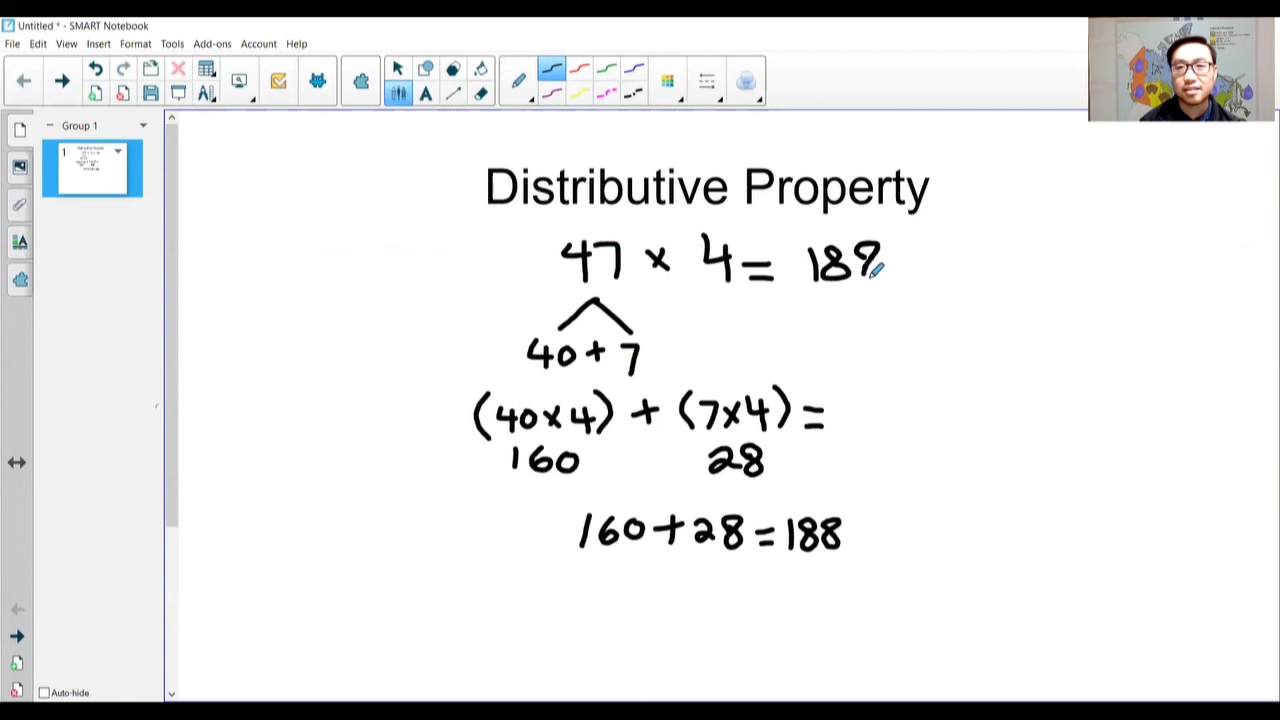 Untitled * - SMART Notebook
File Edit View Insert Format Tools Add-ons Account Help
Group 1
1
Distributive Property
47 × 4 = 188
40 + 7
(40×4) + (7×4) =
160 28
160 + 28 = 188
Auto-hide